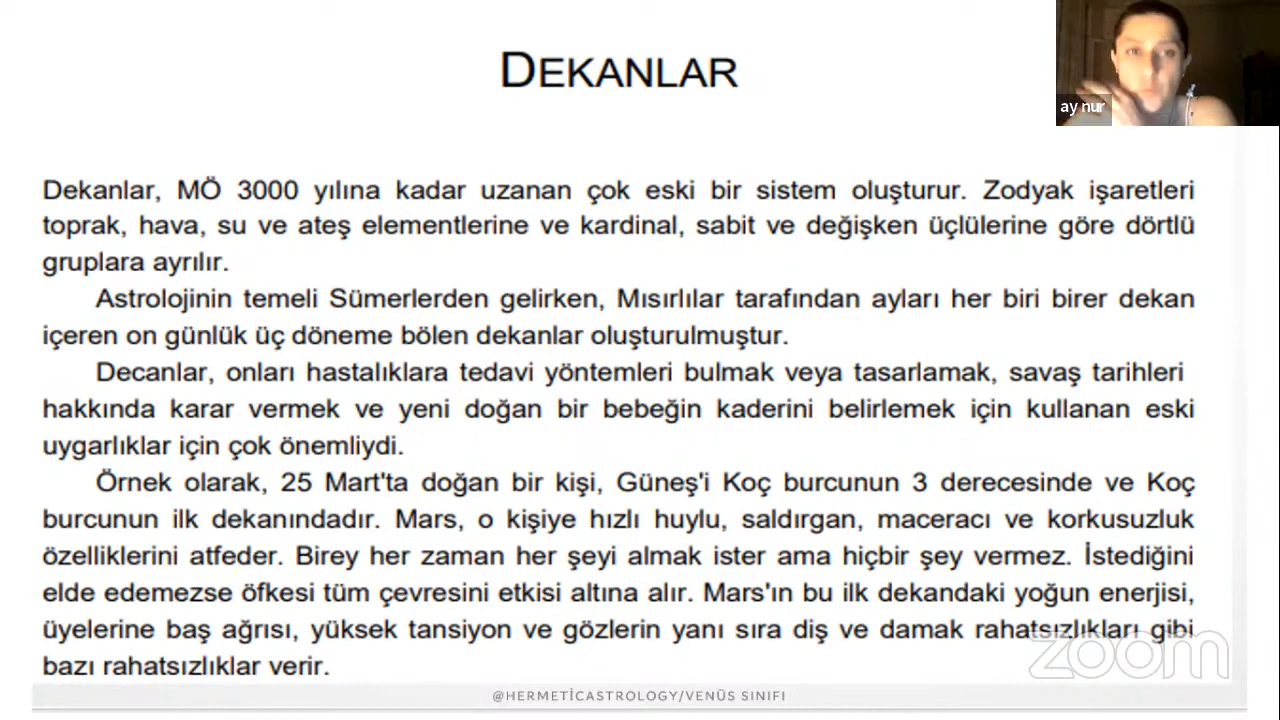 DEKANLAR
ay nur
Dekanlar, MÖ 3000 yılına kadar uzanan çok eski bir sistem oluşturur. Zodyak işaretleri
toprak, hava, su ve ateş elementlerine ve kardinal, sabit ve değişken üçlülerine göre dörtlü
gruplara ayrılır.
Astrolojinin temeli Sümerlerden gelirken, Mısırlılar tarafından ayları her biri birer dekan
içeren on günlük üç döneme bölen dekanlar oluşturulmuştur.
Decanlar, onları hastalıklara tedavi yöntemleri bulmak veya tasarlamak, savaş tarihleri
hakkında karar vermek ve yeni doğan bir bebeğin kaderini belirlemek için kullanan eski
uygarlıklar için çok önemliydi.
Örnek olarak, 25 Mart'ta doğan bir kişi, Güneş'i Koç burcunun 3 derecesinde ve Koç
burcunun ilk dekanındadır. Mars, o kişiye hızlı huylu, saldırgan, maceracı ve korkusuzluk
özelliklerini atfeder. Birey her zaman her şeyi almak ister ama hiçbir şey vermez. İstediğini
elde edemezse öfkesi tüm çevresini etkisi altına alır. Mars'ın bu ilk dekandaki yoğun enerjisi,
üyelerine baş ağrısı, yüksek tansiyon ve gözlerin yanı sıra diş ve damak rahatsızlıkları gibi
bazı rahatsızlıklar verir.
zoom
@HERMETİCASTROLOGY/VENÜS SINIFI